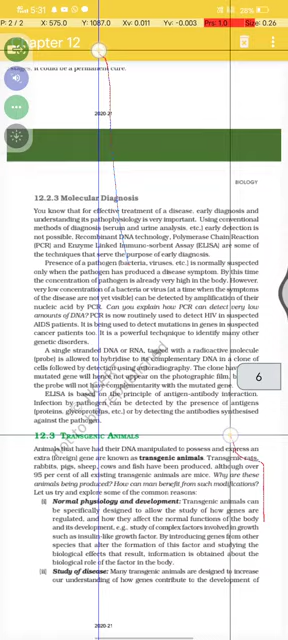 P: 2 / 2 X: 575.0 Y: 1087.0 Xv: 0.011 Yv: -0.003 Prs: 1.0 Size: 0.26
5:31 28%
Chapter 12
stage, it could be a permanent cure.
2020-21
BIOLOGY
12.2.3 Molecular Diagnosis
You know that for effective treatment of a disease, early diagnosis and
understanding its pathophysiology is very important. Using conventional
methods of diagnosis (serum and urine analysis, etc.) early detection is
not possible. Recombinant DNA technology, Polymerase Chain Reaction
(PCR) and Enzyme Linked Immuno-sorbent Assay (ELISA) are some of
the techniques that serve the purpose of early diagnosis.
Presence of a pathogen (bacteria, viruses, etc.) is normally suspected
only when the pathogen has produced a disease symptom. By this time
the concentration of pathogen is already very high in the body. However,
very low concentration of a bacteria or virus (at a time when the symptoms
of the disease are not yet visible) can be detected by amplification of their
nucleic acid by PCR. Can you explain how PCR can detect very low
amounts of DNA? PCR is now routinely used to detect HIV in suspected
AIDS patients. It is being used to detect mutations in genes in suspected
cancer patients too. It is a powerful techqnique to identify many other
genetic disorders.
A single stranded DNA or RNA, tagged with a radioactive molecule
(probe) is allowed to hybridise to its complementary DNA in a clone of
cells followed by detection using autoradiography. The clone having the
mutated gene will hence not appear on the photographic film, because
the probe will not have complementarity with the mutated gene.
6
ELISA is based on the principle of antigen-antibody interaction.
Infection by pathogen can be detected by the presence of antigens
(proteins, glycoproteins, etc.) or by detecting the antibodies synthesised
against the pathogen.
12.3 TRANSGENIC ANIMALS
Animals that have had their DNA manipulated to possess and express an
extra (foreign) gene are known as transgenic animals. Transgenic rats,
rabbits, pigs, sheep, cows and fish have been produced, although over
95 per cent of all existing transgenic animals are mice. Why are these
animals being produced? How can man benefit from such modifications?
Let us try and explore some of the common reasons:
(i) Normal physiology and development: Transgenic animals can
be specifically designed to allow the study of how genes are
regulated, and how they affect the normal functions of the body
and its development, e.g., study of complex factors involved in growth
such as insulin-like growth factor. By introducing genes from other
species that alter the formation of this factor and studying the
biological effects that result, information is obtained about the
biological role of the factor in the body.
(ii) Study of disease: Many transgenic animals are designed to increase
our understanding of how genes contribute to the development of
2020-21